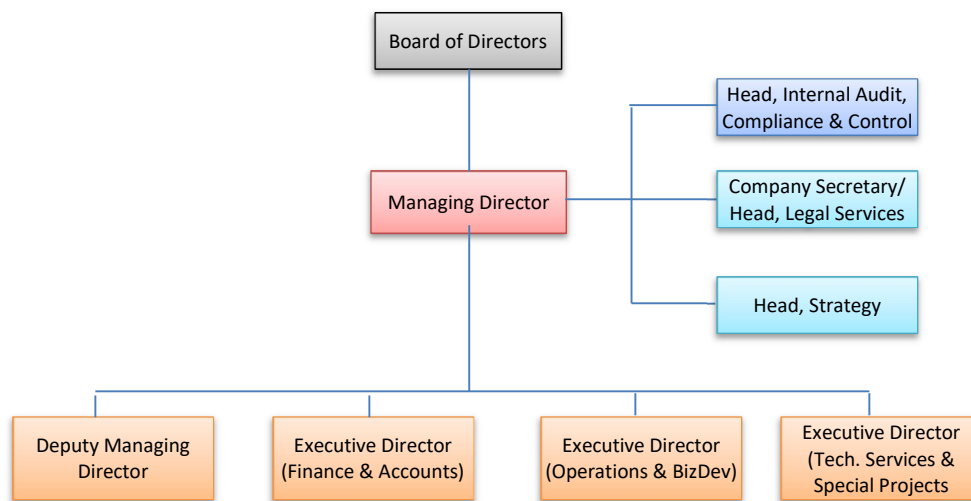 Board of Directors
Head, Internal Audit,
Compliance & Control
Managing Director
Company Secretary/
Head, Legal Services
Head, Strategy
Deputy Managing
Director
Executive Director
(Finance & Accounts)
Executive Director
(Operations & BizDev)
Executive Director
(Tech. Services &
Special Projects